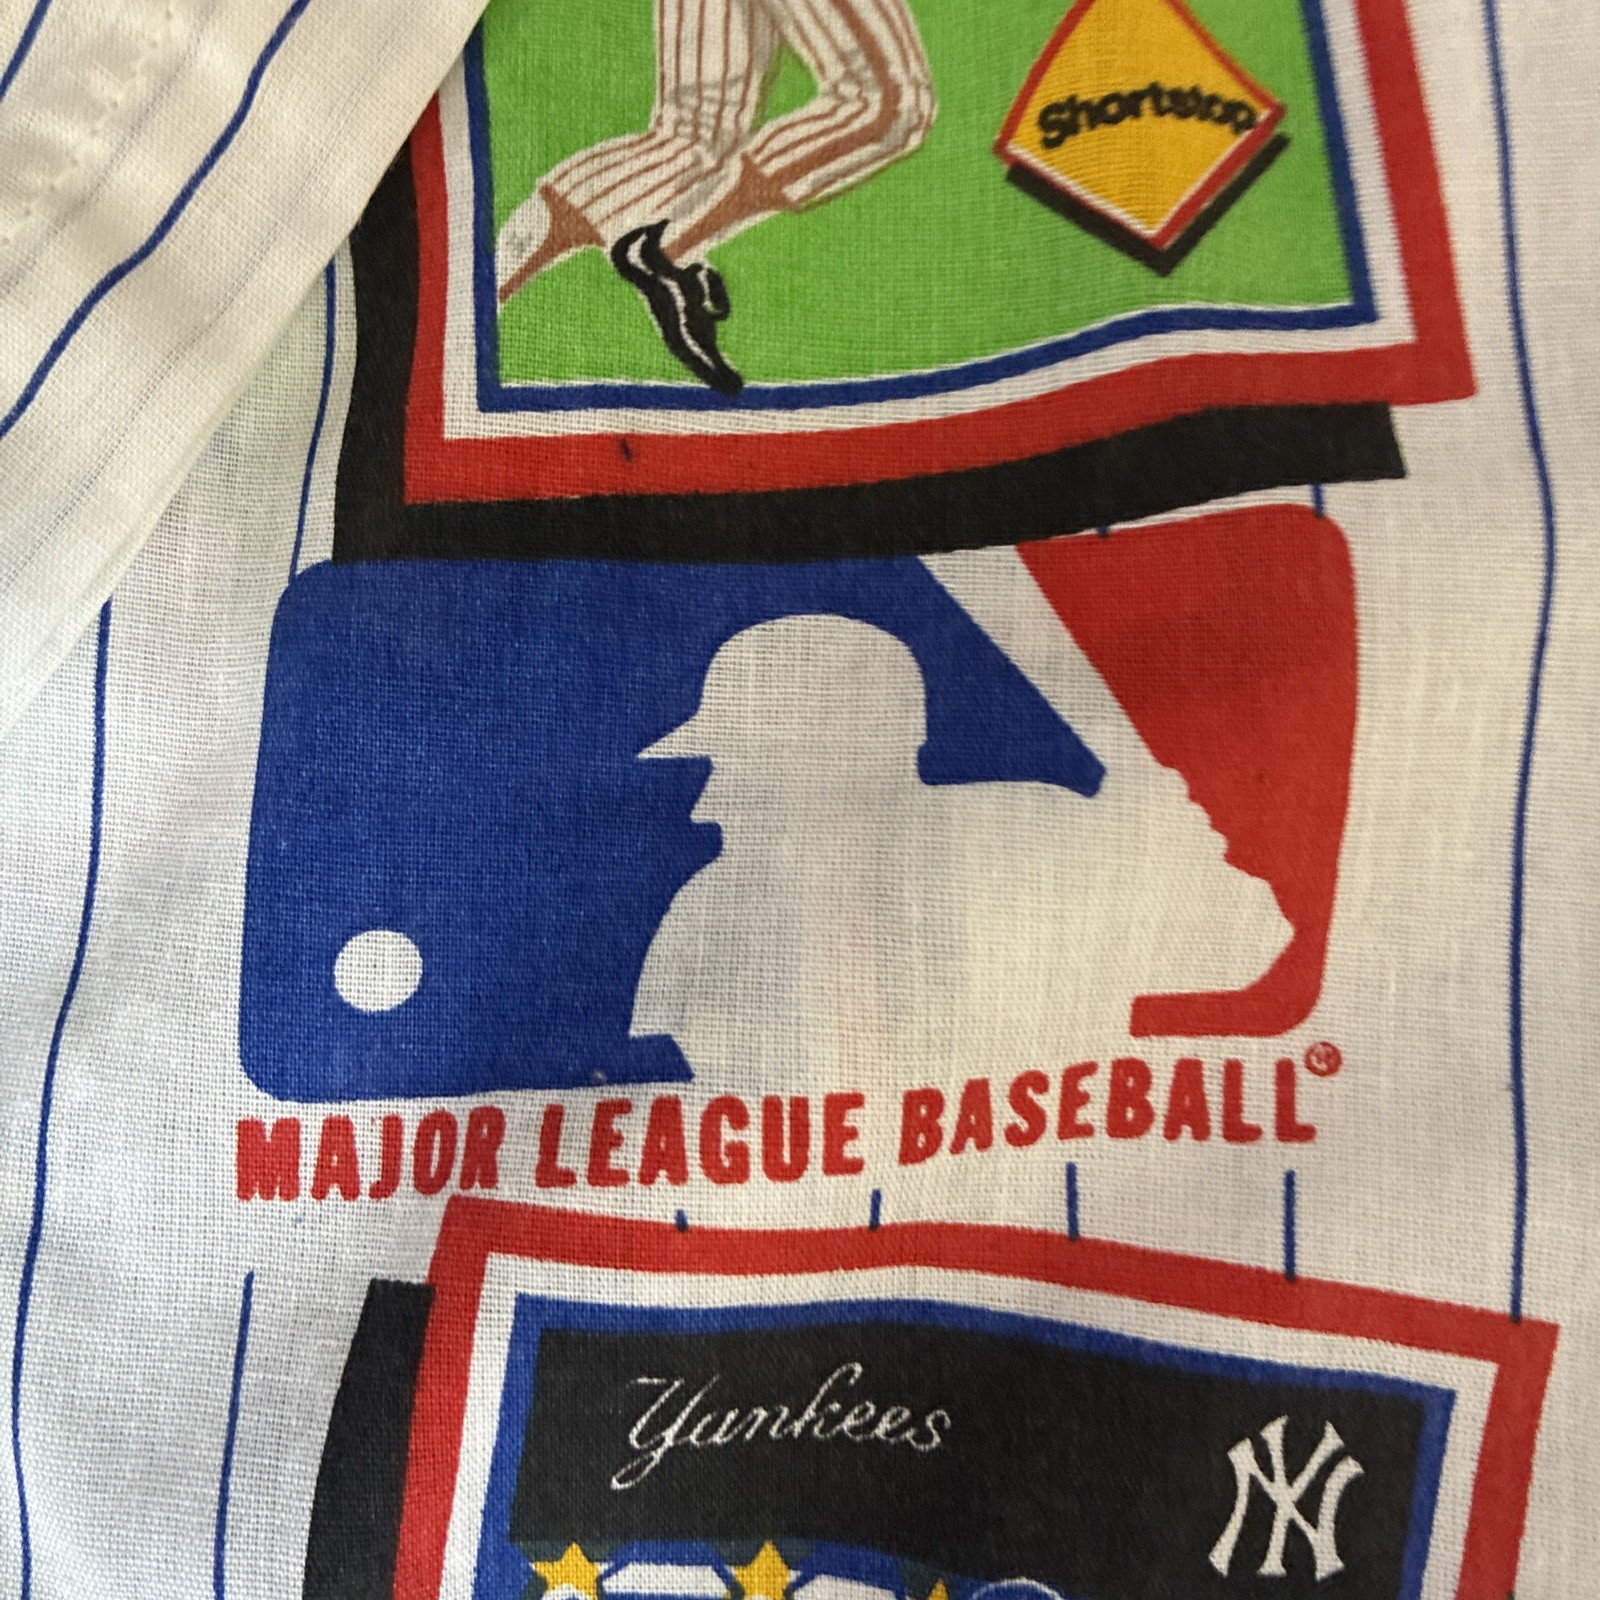 Shortstop
MAJOR LEAGUE BASEBALL®
Yankees
NY